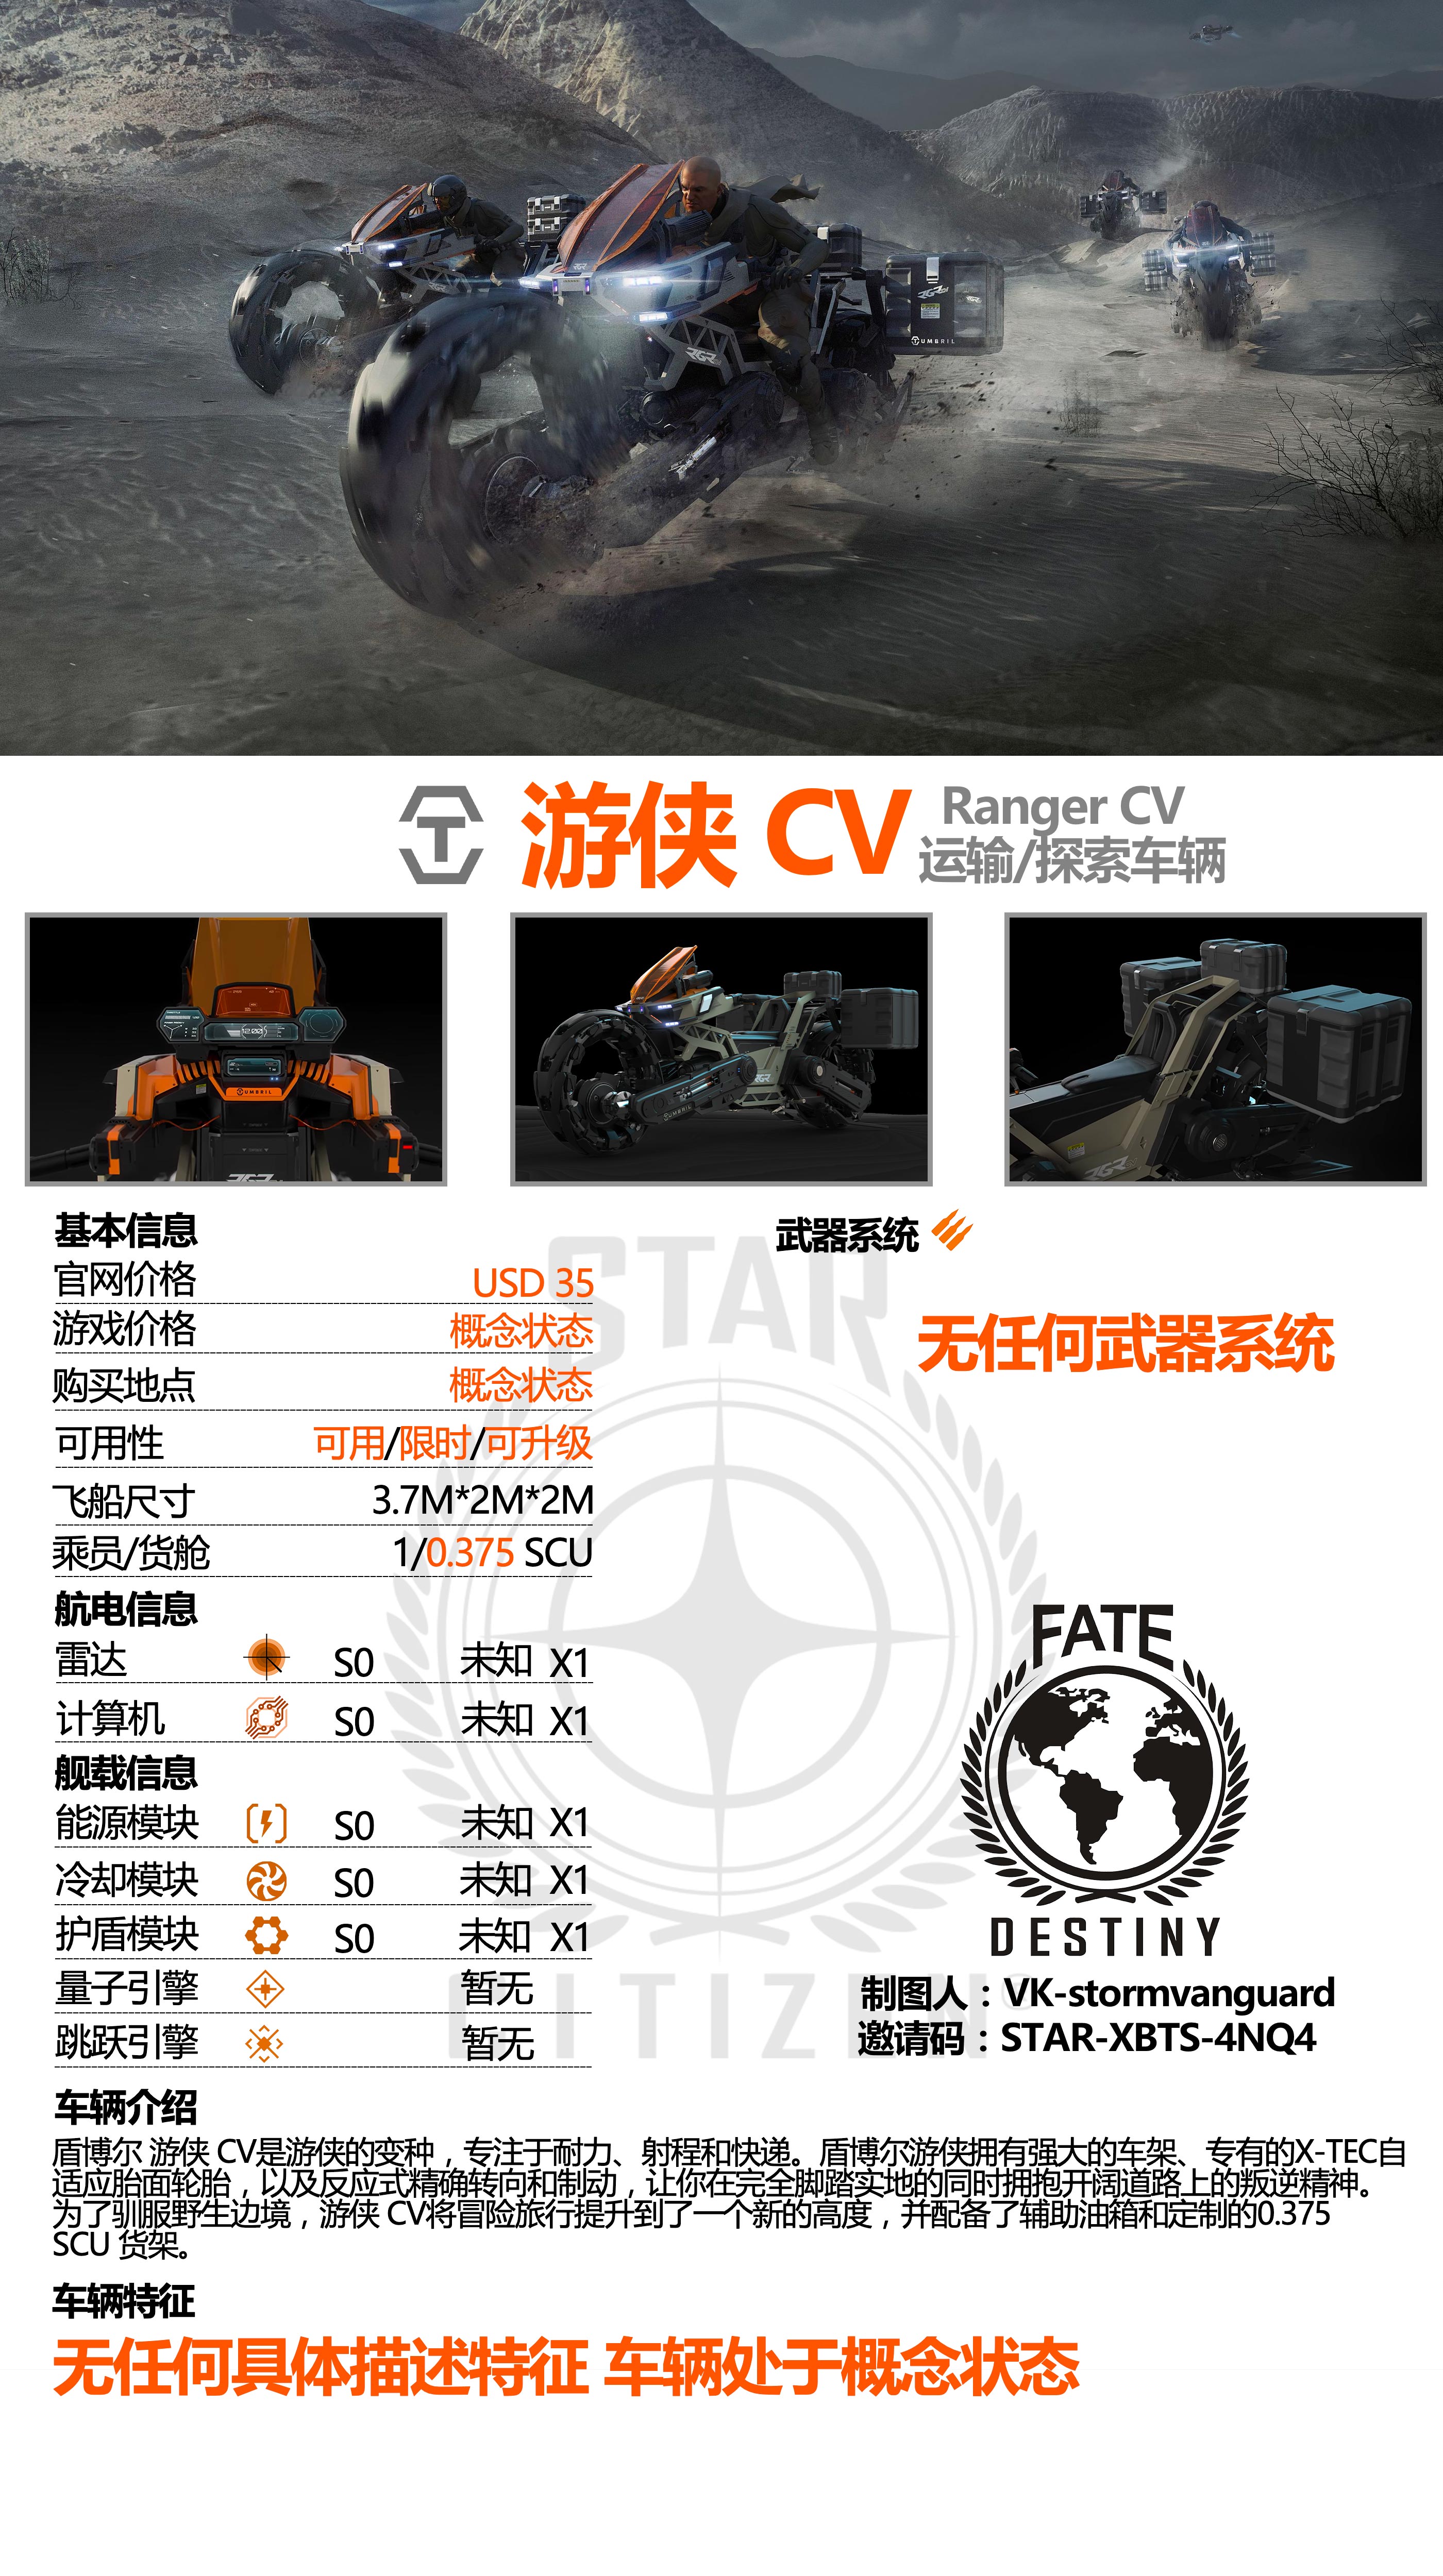 RGR
UMBRIL
RGR
游侠 CV
Ranger CV
运输/探索车辆
UMBRIL
RGR
UMBRIL
RGR
RGR
基本信息
官网价格 USD 35
游戏价格 概念状态
购买地点 概念状态
可用性 可用/限时/可升级
飞船尺寸 3.7M*2M*2M
乘员/货舱 1/0.375 SCU
航电信息
雷达 S0 未知 X1
计算机 S0 未知 X1
舰载信息
能源模块 S0 未知 X1
冷却模块 S0 未知 X1
护盾模块 S0 未知 X1
量子引擎 暂无
跳跃引擎 暂无
武器系统
无任何武器系统
STAR
CITIZEN
FATE
DESTINY
制图人：VK-stormvanguard
邀请码：STAR-XBTS-4NQ4
车辆介绍
盾博尔 游侠 CV是游侠的变种，专注于耐力、射程和快递。盾博尔游侠拥有强大的车架、专有的X-TEC自
适应胎面轮胎，以及反应式精确转向和制动，让你在完全脚踏实地的同时拥抱开阔道路上的叛逆精神。
为了驯服野生边境，游侠 CV将冒险旅行提升到了一个新的高度，并配备了辅助油箱和定制的0.375
SCU 货架。
车辆特征
无任何具体描述特征 车辆处于概念状态